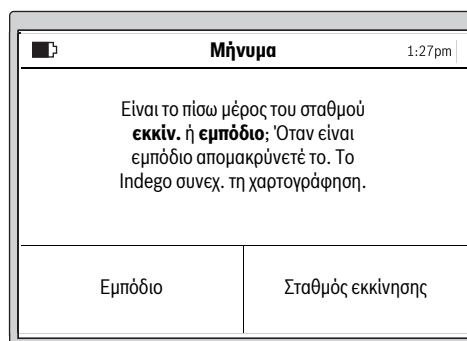 Μήνυμα 1:27pm
Είναι το πίσω μέρος του σταθμού
εκκίν. ή εμπόδιο; Όταν είναι
εμπόδιο απομακρύνετέ το. Το
Indego συνεχ. τη χαρτογράφηση.
Εμπόδιο Σταθμός εκκίνησης